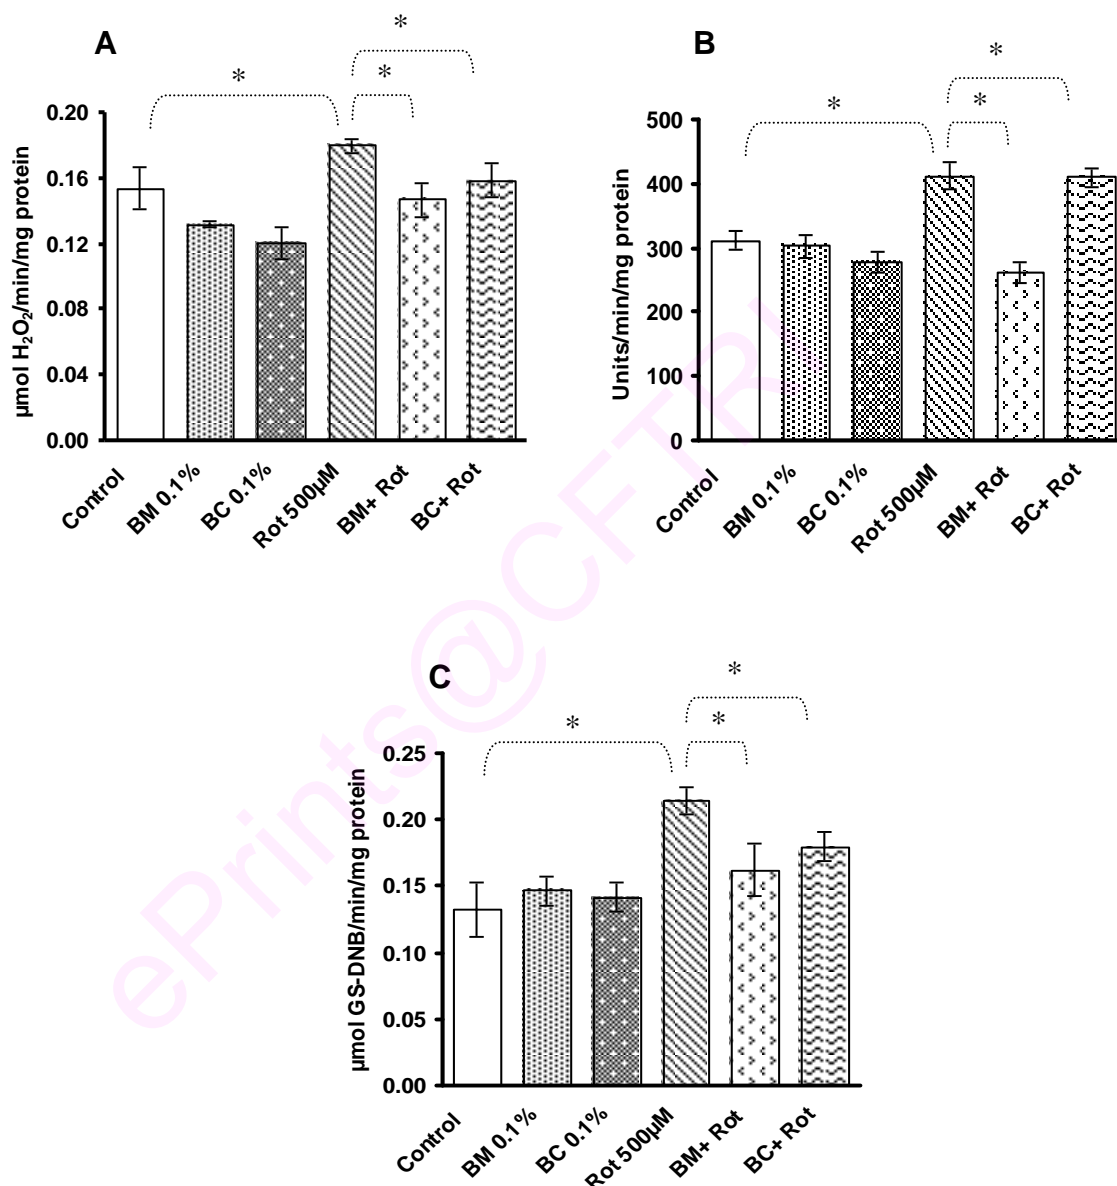 A
*
*
*
0.20
0.16
0.12
0.08
0.04
0.00
µmol H₂O₂/min/mg protein
Control
BM 0.1%
BC 0.1%
Rot 500µM
BM+ Rot
BC+ Rot
B
*
*
*
500
400
300
200
100
0
Units/min/mg protein
Control
BM 0.1%
BC 0.1%
Rot 500µM
BM+ Rot
BC+ Rot
C
*
*
*
0.25
0.20
0.15
0.10
0.05
0.00
µmol GS-DNB/min/mg protein
Control
BM 0.1%
BC 0.1%
Rot 500µM
BM+ Rot
BC+ Rot
ePrints@CFTRI